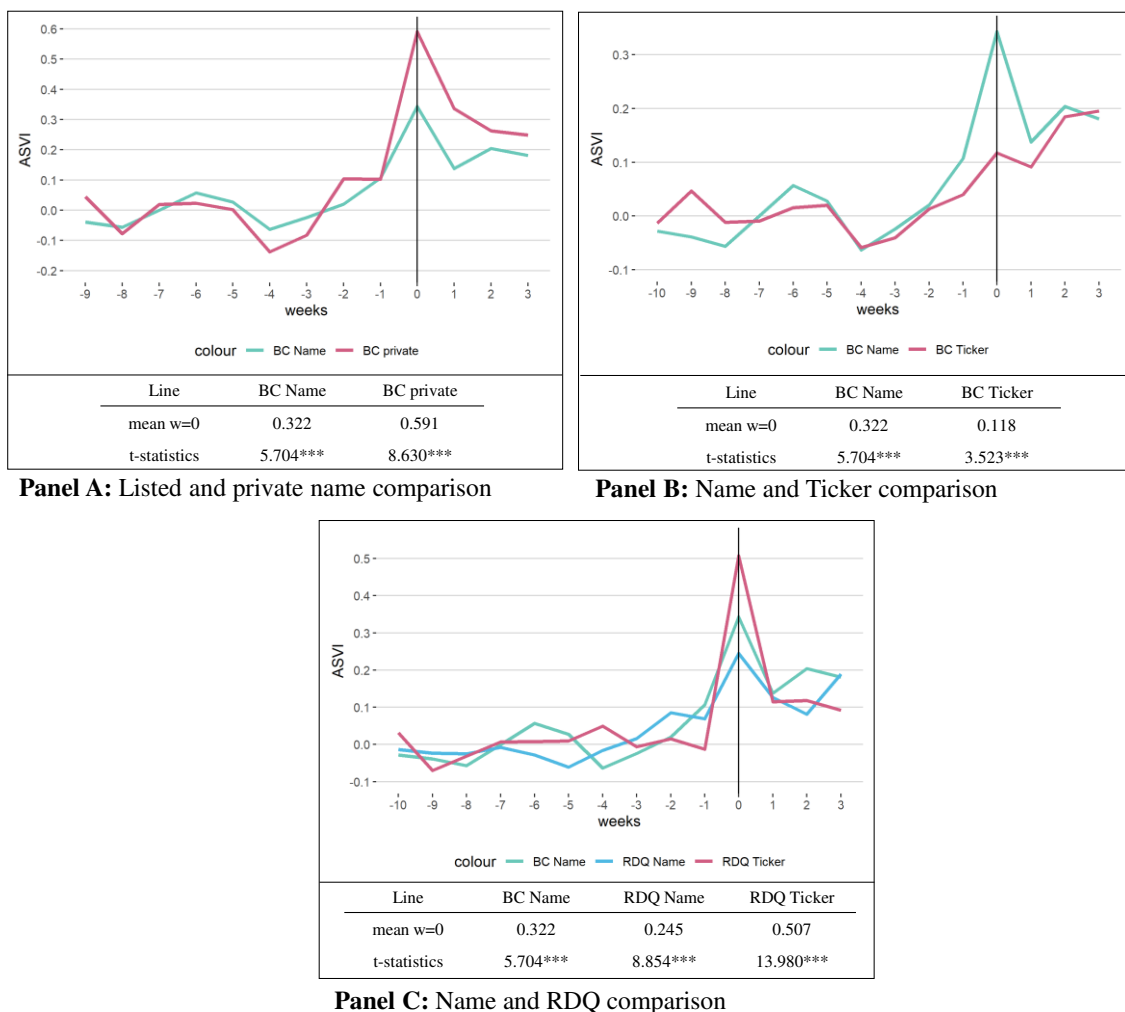 0.6
0.5
0.4
0.3
0.2
0.1
0.0
-0.1
-0.2
ASVI
-9 -8 -7 -6 -5 -4 -3 -2 -1 0 1 2 3
weeks
colour BC Name BC private
Line BC Name BC private
mean w=0 0.322 0.591
t-statistics 5.704*** 8.630***
Panel A: Listed and private name comparison
0.3
0.2
0.1
0.0
-0.1
ASVI
-10 -9 -8 -7 -6 -5 -4 -3 -2 -1 0 1 2 3
weeks
colour BC Name BC Ticker
Line BC Name BC Ticker
mean w=0 0.322 0.118
t-statistics 5.704*** 3.523***
Panel B: Name and Ticker comparison
0.5
0.4
0.3
0.2
0.1
0.0
-0.1
ASVI
-10 -9 -8 -7 -6 -5 -4 -3 -2 -1 0 1 2 3
weeks
colour BC Name RDQ Name RDQ Ticker
Line BC Name RDQ Name RDQ Ticker
mean w=0 0.322 0.245 0.507
t-statistics 5.704*** 8.854*** 13.980***
Panel C: Name and RDQ comparison